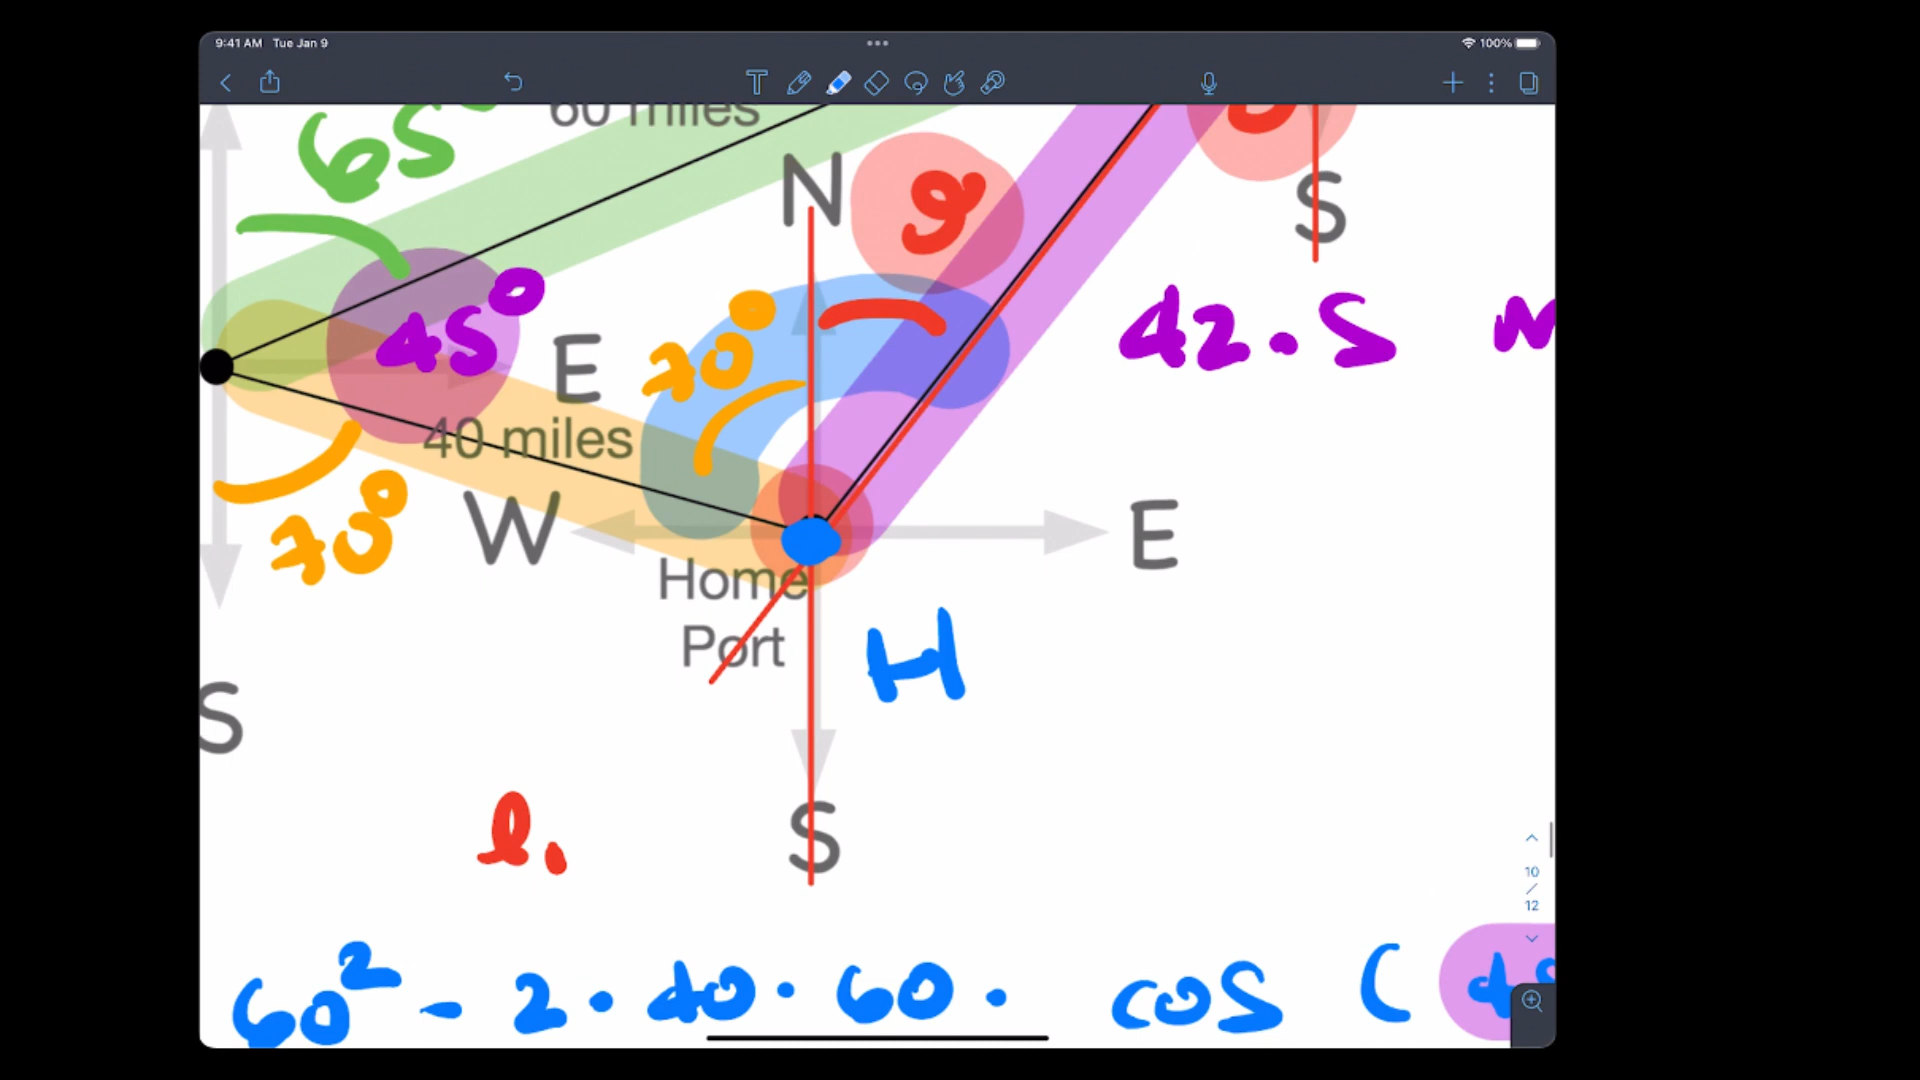 9:41 AM Tue Jan 9
100%
60 miles
65°
N
9
S
45°
E
70°
42.5
40 miles
W
E
70°
Home
Port
H
S
l.
S
10
/
12
60² - 2 · 40 · 60 · cos (